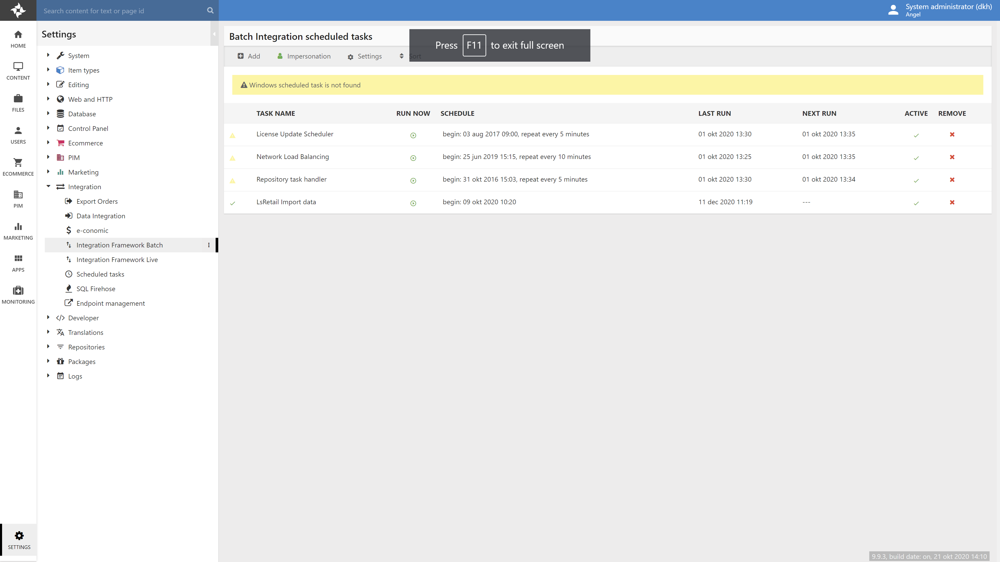 Search content for text or page id
System administrator (dkh)
Angel
HOME
CONTENT
FILES
USERS
ECOMMERCE
PIM
MARKETING
APPS
MONITORING
SETTINGS
Settings
System
Item types
Editing
Web and HTTP
Database
Control Panel
Ecommerce
PIM
Marketing
Integration
Export Orders
Data Integration
e-conomic
Integration Framework Batch
Integration Framework Live
Scheduled tasks
SQL Firehose
Endpoint management
Developer
Translations
Repositories
Packages
Logs
Batch Integration scheduled tasks
Press F11 to exit full screen
Add Impersonation Settings Sort
Windows scheduled task is not found
TASK NAME RUN NOW SCHEDULE LAST RUN NEXT RUN ACTIVE REMOVE
License Update Scheduler begin: 03 aug 2017 09:00, repeat every 5 minutes 01 okt 2020 13:30 01 okt 2020 13:35
Network Load Balancing begin: 25 jun 2019 15:15, repeat every 10 minutes 01 okt 2020 13:25 01 okt 2020 13:35
Repository task handler begin: 31 okt 2016 15:03, repeat every 5 minutes 01 okt 2020 13:30 01 okt 2020 13:34
LsRetail Import data begin: 09 okt 2020 10:20 11 dec 2020 11:19 ---
9.9.3, build date: on, 21 okt 2020 14:10